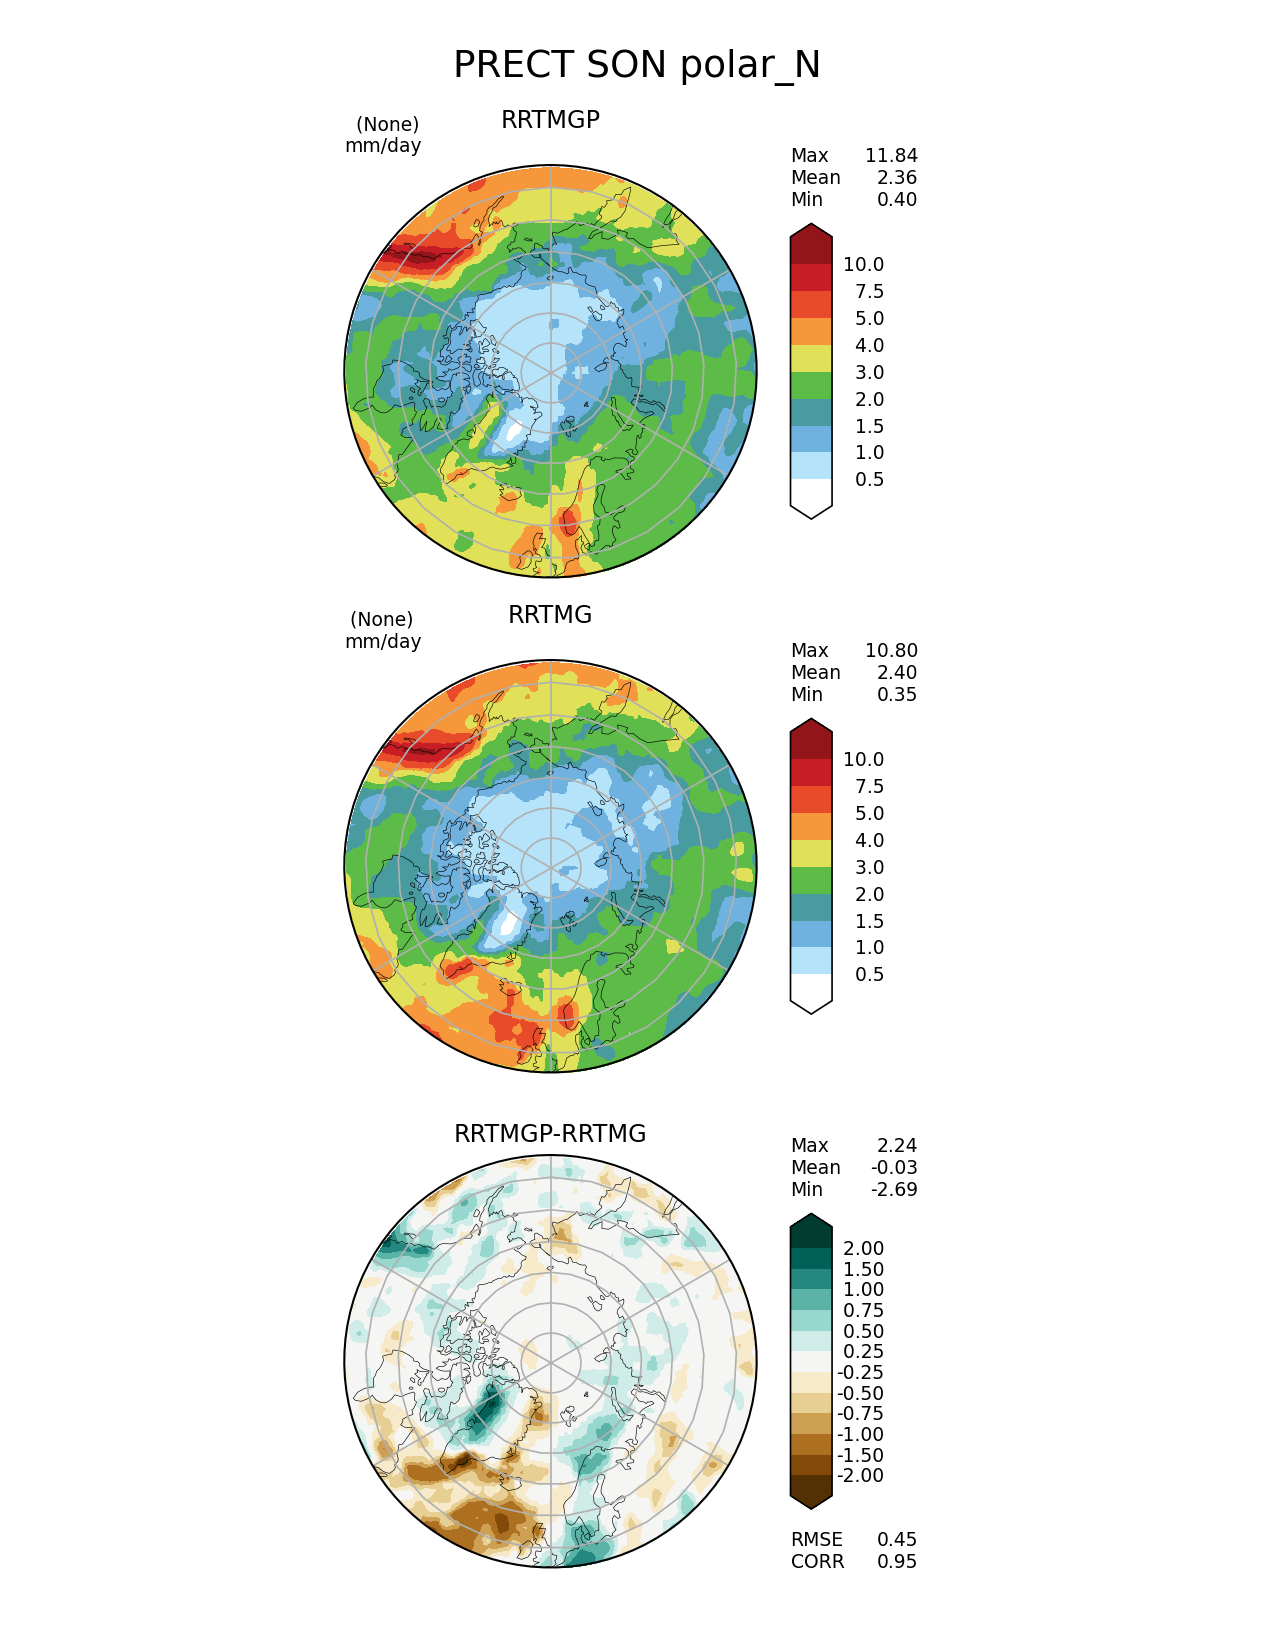 PRECT SON polar_N
(None)
mm/day
RRTMGP
Max 11.84
Mean 2.36
Min 0.40
10.0
7.5
5.0
4.0
3.0
2.0
1.5
1.0
0.5
(None)
mm/day
RRTMG
Max 10.80
Mean 2.40
Min 0.35
10.0
7.5
5.0
4.0
3.0
2.0
1.5
1.0
0.5
RRTMGP-RRTMG
Max 2.24
Mean -0.03
Min -2.69
2.00
1.50
1.00
0.75
0.50
0.25
-0.25
-0.50
-0.75
-1.00
-1.50
-2.00
RMSE 0.45
CORR 0.95